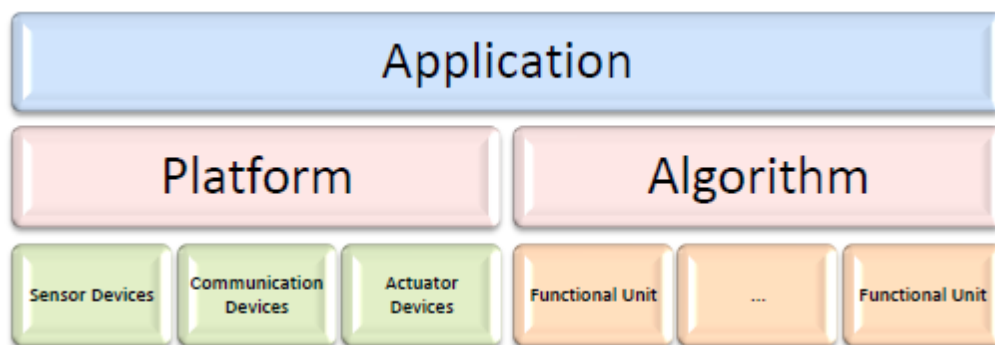 Application
Platform
Algorithm
Sensor Devices
Communication
Devices
Actuator
Devices
Functional Unit
...
Functional Unit